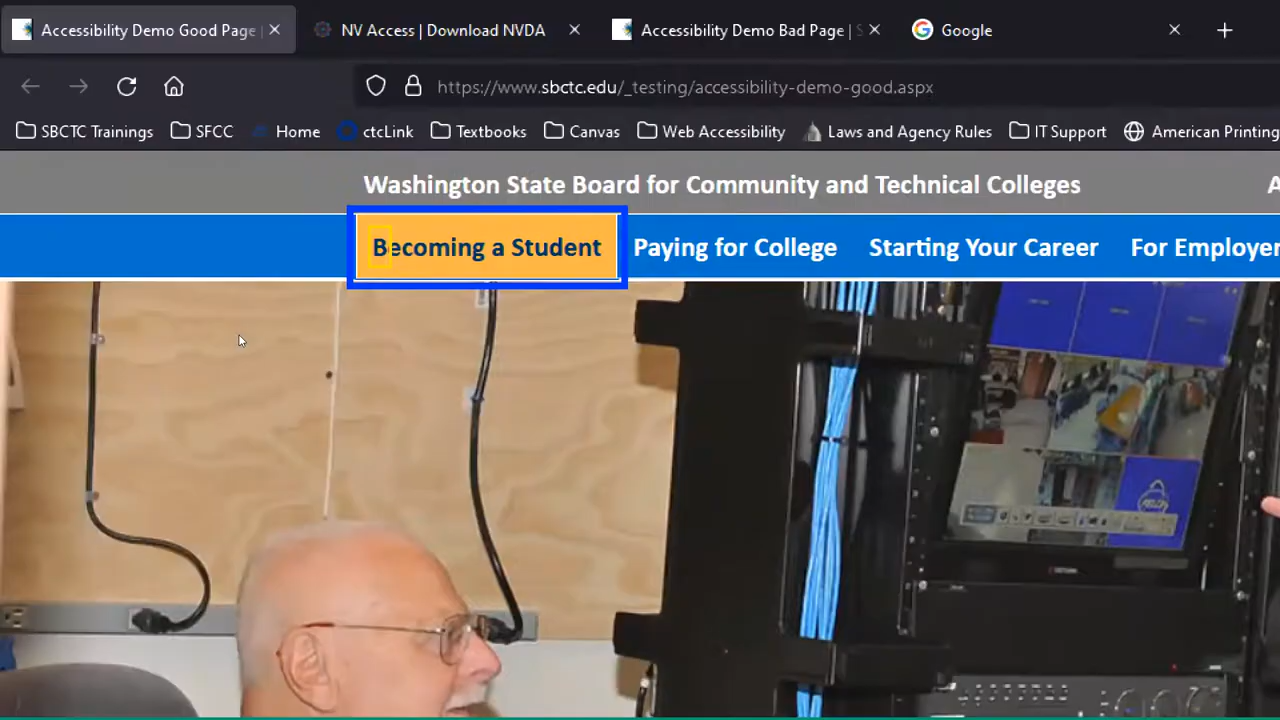 Accessibility Demo Good Page | NV Access | Download NVDA Accessibility Demo Bad Page | S Google
https://www.sbctc.edu/_testing/accessibility-demo-good.aspx
SBCTC Trainings SFCC Home ctcLink Textbooks Canvas Web Accessibility Laws and Agency Rules IT Support American Printing
Washington State Board for Community and Technical Colleges A
Becoming a Student Paying for College Starting Your Career For Employer